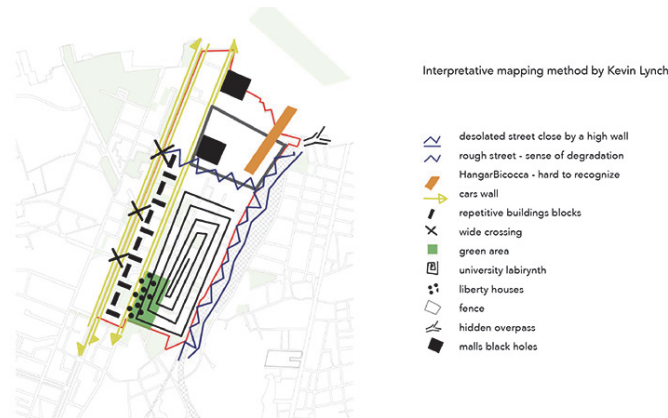 Interpretative mapping method by Kevin Lynch
desolated street close by a high wall
rough street - sense of degradation
HangarBicocca - hard to recognize
cars wall
repetitive buildings blocks
wide crossing
green area
university labirynth
liberty houses
fence
hidden overpass
malls black holes